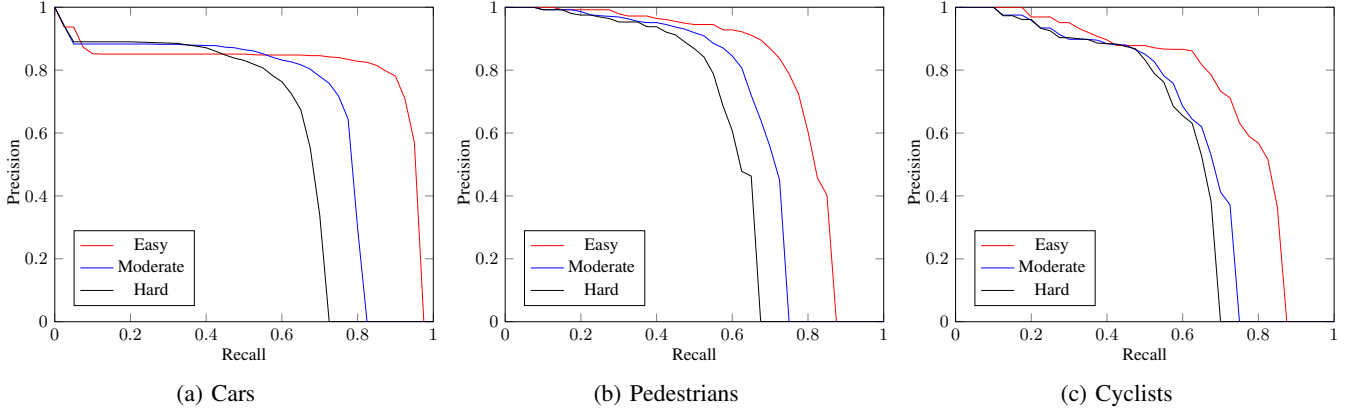 1
0.8
0.6
0.4
0.2
0
Precision
Easy
Moderate
Hard
0 0.2 0.4 0.6 0.8 1
Recall
(a) Cars
1
0.8
0.6
0.4
0.2
0
Precision
Easy
Moderate
Hard
0 0.2 0.4 0.6 0.8 1
Recall
(b) Pedestrians
1
0.8
0.6
0.4
0.2
0
Precision
Easy
Moderate
Hard
0 0.2 0.4 0.6 0.8 1
Recall
(c) Cyclists